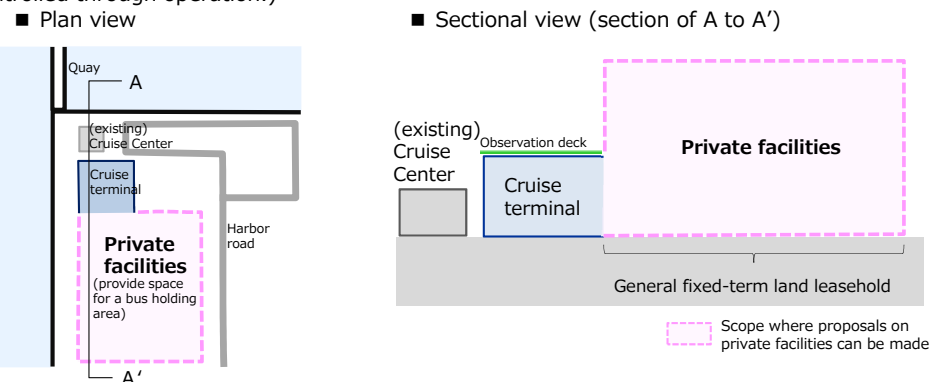 ntrolled through operation.)
■ Plan view
Quay
A
(existing)
Cruise Center
Cruise
terminal
Harbor
road
Private
facilities
(provide space
for a bus holding
area)
A′
■ Sectional view (section of A to A′)
(existing)
Cruise
Center
Observation deck
Cruise
terminal
Private facilities
General fixed-term land leasehold
Scope where proposals on
private facilities can be made